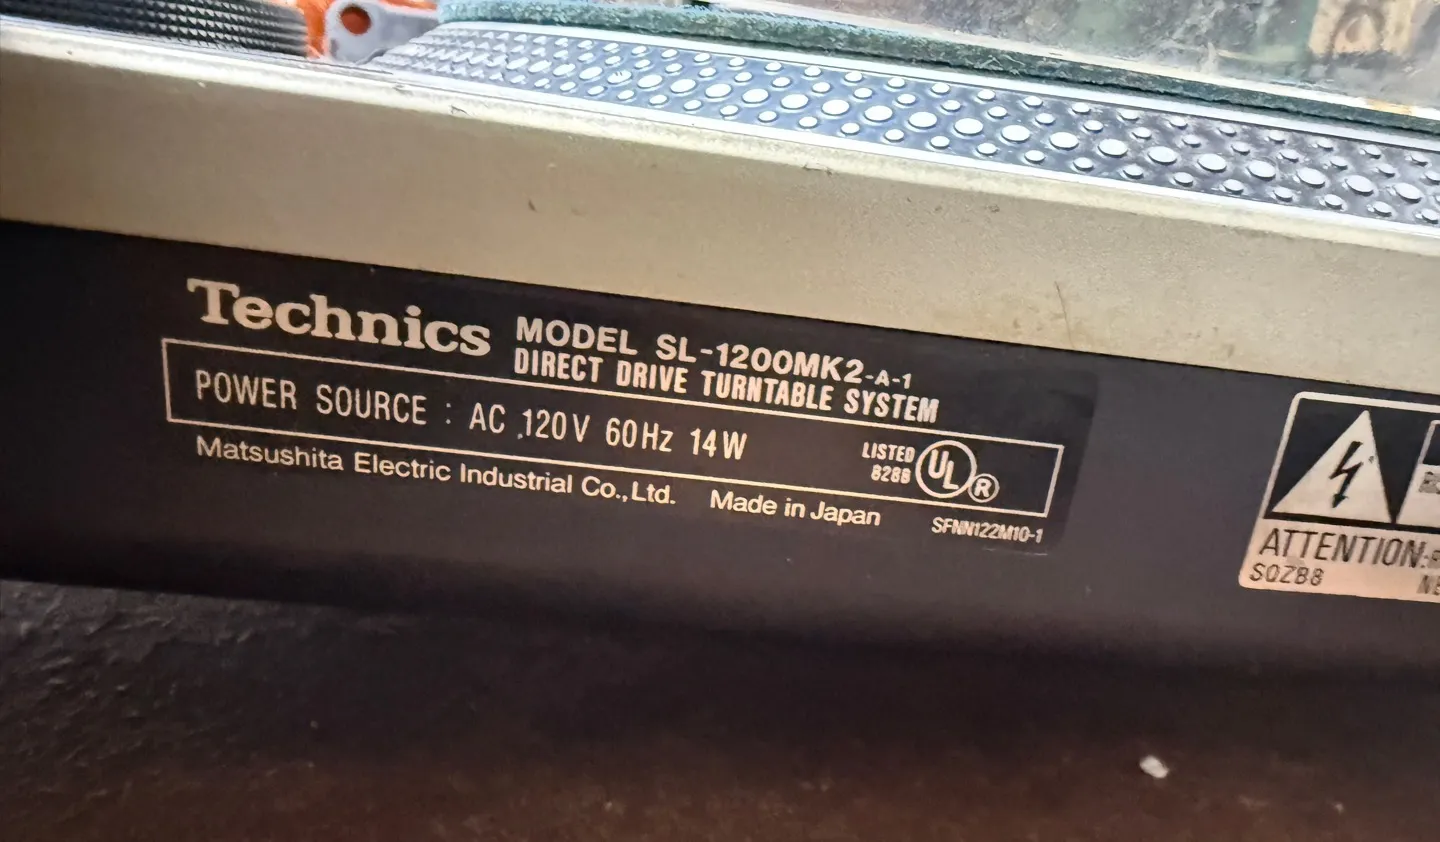 Technics MODEL SL-1200MK2-A-1
DIRECT DRIVE TURNTABLE SYSTEM
POWER SOURCE : AC 120V 60Hz 14W
LISTED
8288
UL
R
Matsushita Electric Industrial Co.,Ltd. Made in Japan
SFNN122M10-1
ATTENTION:
SQZB8